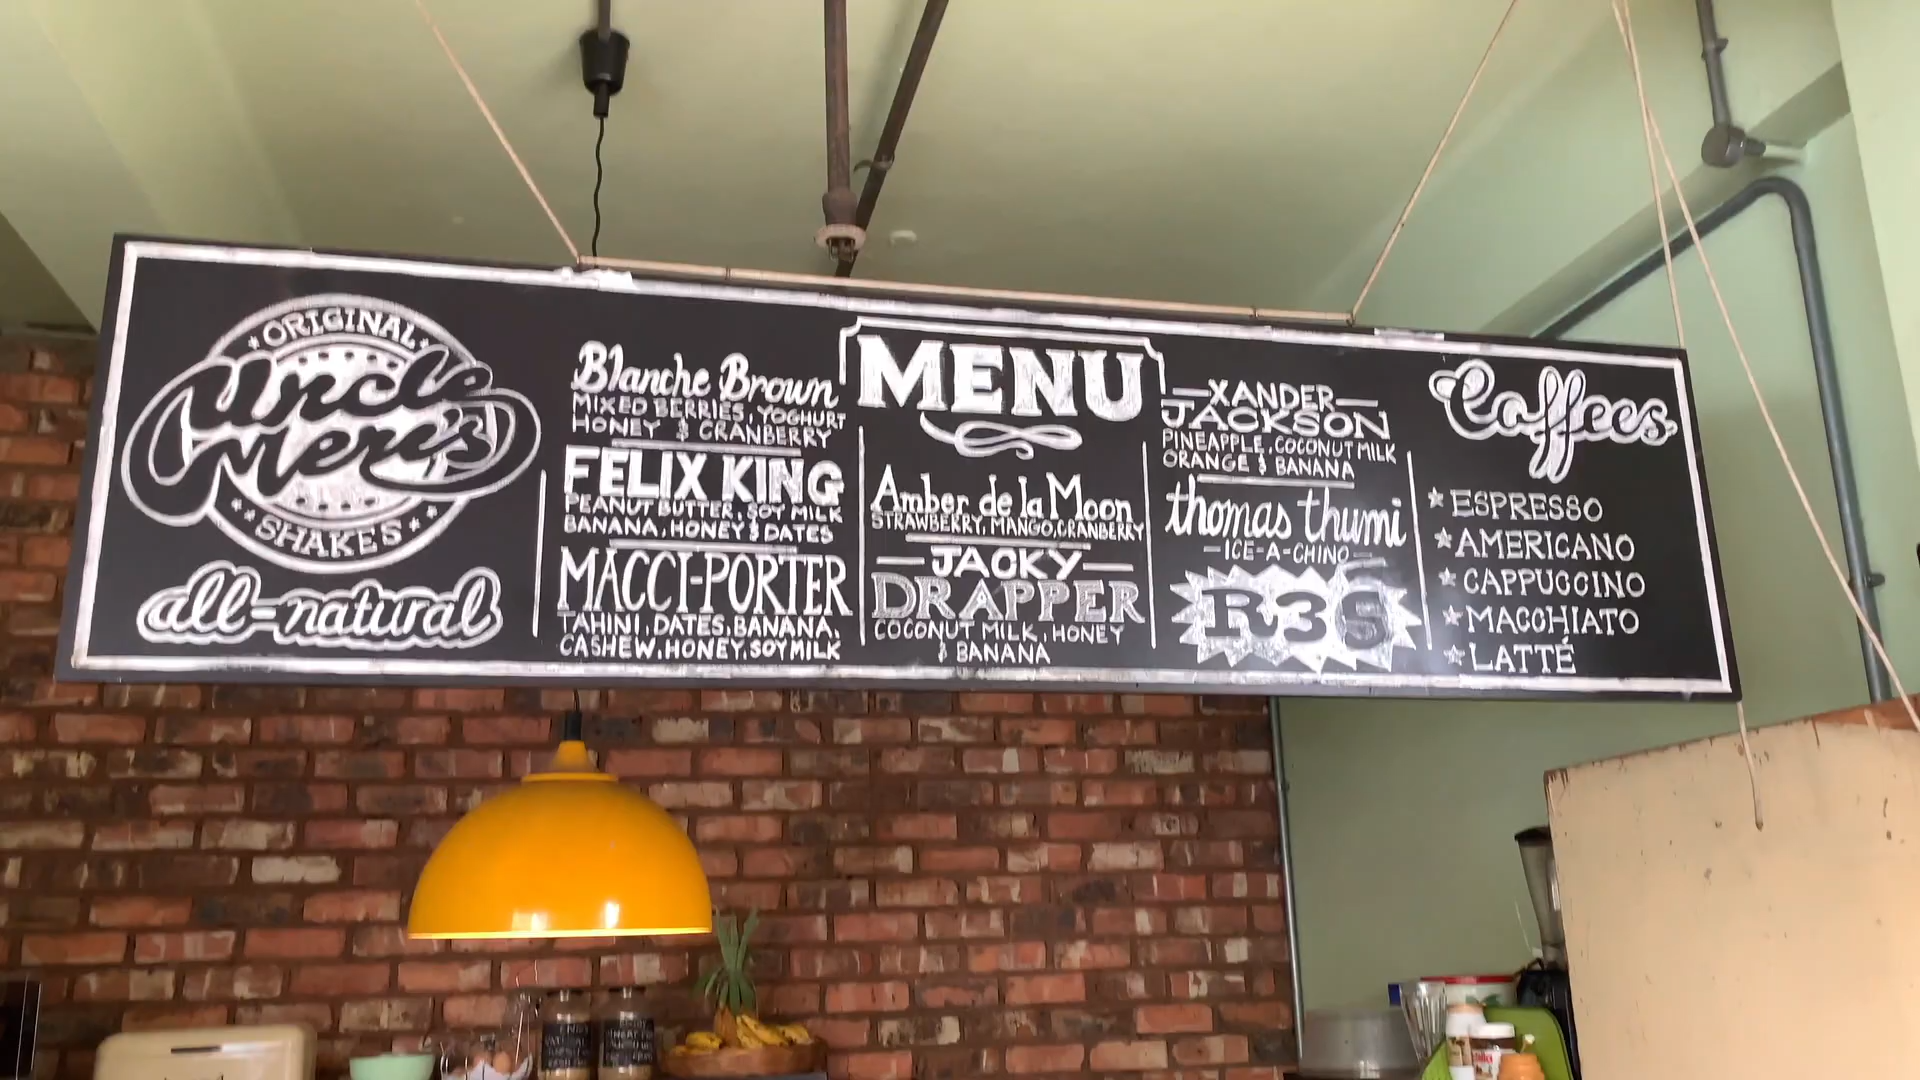 ORIGINAL
Uncle
Merc's
SHAKES
all-natural
Blanche Brown
MIXED BERRIES, YOGHURT
HONEY & CRANBERRY
FELIX KING
PEANUT BUTTER, SOY MILK
BANANA, HONEY & DATES
MACCI-PORTER
TAHINI, DATES, BANANA,
CASHEW, HONEY, SOY MILK
MENU
Amber de la Moon
STRAWBERRY, MANGO, CRANBERRY
JACKY
DRAPPER
COCONUT MILK, HONEY
& BANANA
XANDER
JACKSON
PINEAPPLE, COCONUT MILK
ORANGE & BANANA
thomas thumi
-ICE-A-CHINO-
R35
Coffees
ESPRESSO
AMERICANO
CAPPUCCINO
MACCHIATO
LATTÉ